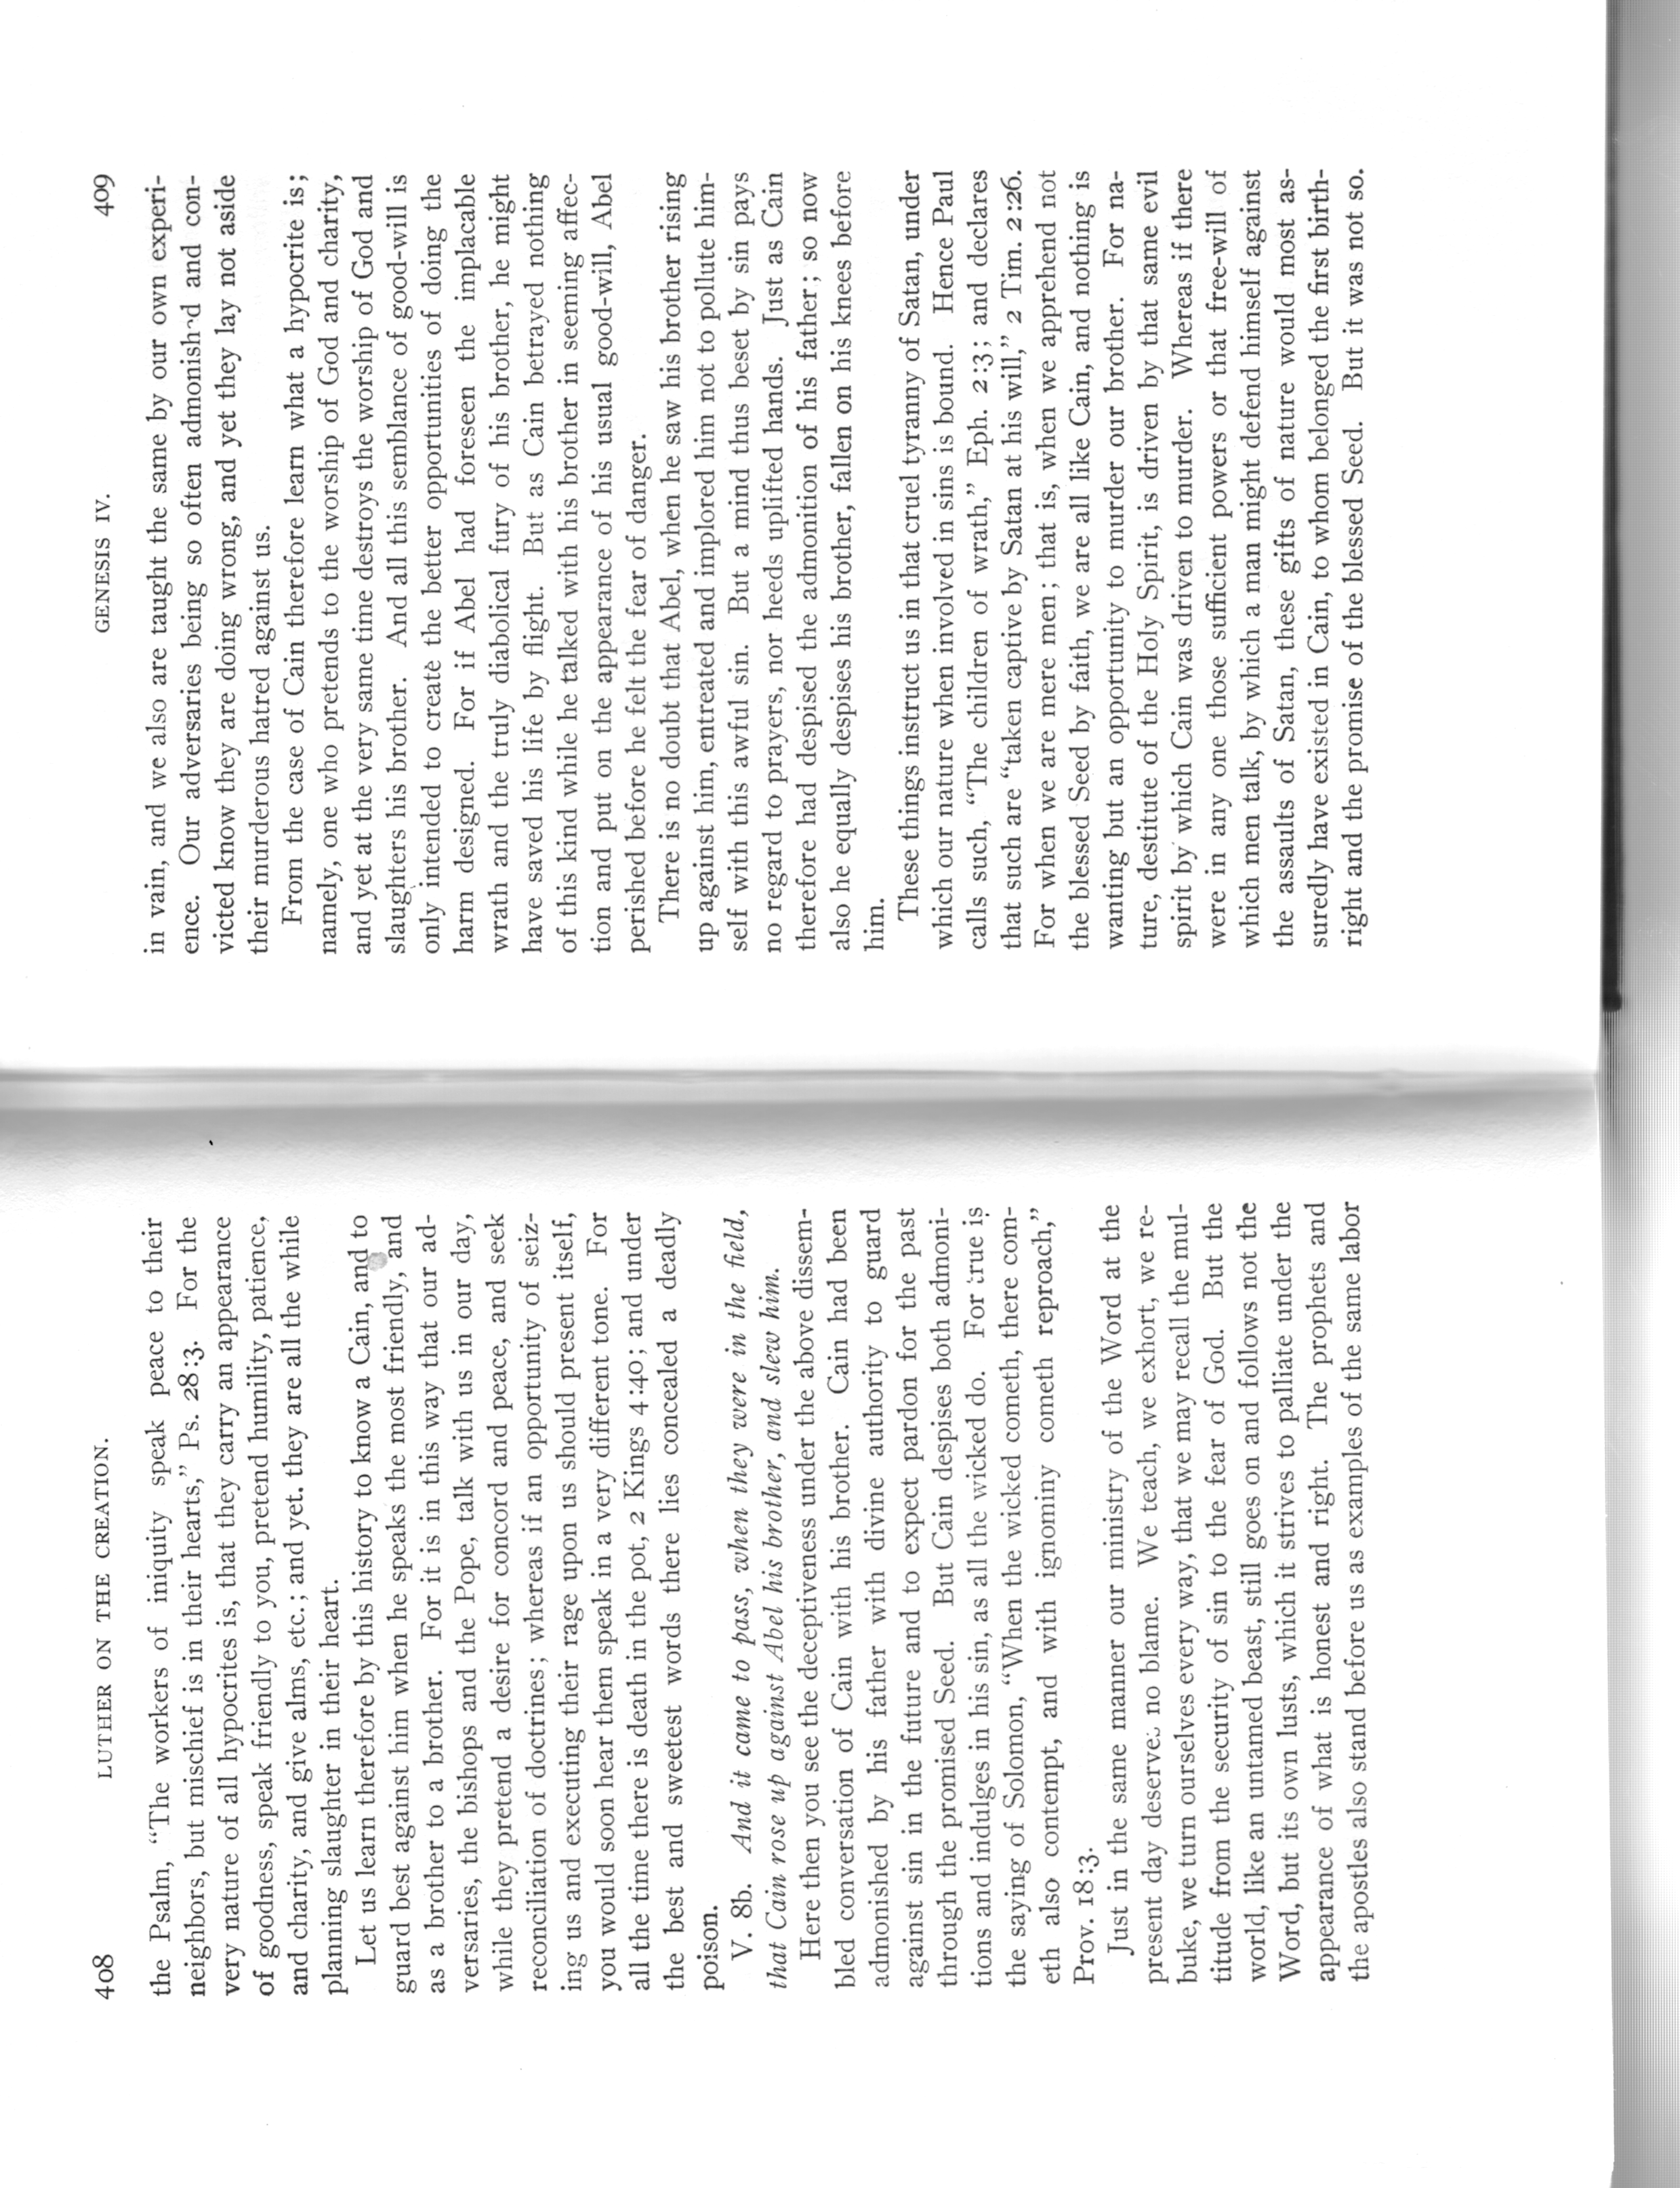 408 LUTHER ON THE CREATION.
the Psalm, “The workers of iniquity speak peace to their
neighbors, but mischief is in their hearts,” Ps. 28:3. For the
very nature of all hypocrites is, that they carry an appearance
of goodness, speak friendly to you, pretend humility, patience,
and charity, and give alms, etc.; and yet. they are all the while
planning slaughter in their heart.
Let us learn therefore by this history to know a Cain, and to
guard best against him when he speaks the most friendly, and
as a brother to a brother. For it is in this way that our ad-
versaries, the bishops and the Pope, talk with us in our day,
while they pretend a desire for concord and peace, and seek
reconciliation of doctrines; whereas if an opportunity of seiz-
ing us and executing their rage upon us should present itself,
you would soon hear them speak in a very different tone. For
all the time there is death in the pot, 2 Kings 4:40; and under
the best and sweetest words there lies concealed a deadly
poison.
V. 8b. And it came to pass, when they were in the field,
that Cain rose up against Abel his brother, and slew him.
Here then you see the deceptiveness under the above dissem-
bled conversation of Cain with his brother. Cain had been
admonished by his father with divine authority to guard
against sin in the future and to expect pardon for the past
through the promised Seed. But Cain despises both admoni-
tions and indulges in his sin, as all the wicked do. For true is
the saying of Solomon, “When the wicked cometh, there com-
eth also contempt, and with ignominy cometh reproach,”
Prov. 18:3.
Just in the same manner our ministry of the Word at the
present day deserves no blame. We teach, we exhort, we re-
buke, we turn ourselves every way, that we may recall the mul-
titude from the security of sin to the fear of God. But the
world, like an untamed beast, still goes on and follows not the
Word, but its own lusts, which it strives to palliate under the
appearance of what is honest and right. The prophets and
the apostles also stand before us as examples of the same labor
GENESIS IV. 409
in vain, and we also are taught the same by our own experi-
ence. Our adversaries being so often admonished and con-
victed know they are doing wrong, and yet they lay not aside
their murderous hatred against us.
From the case of Cain therefore learn what a hypocrite is;
namely, one who pretends to the worship of God and charity,
and yet at the very same time destroys the worship of God and
slaughters his brother. And all this semblance of good-will is
only intended to create the better opportunities of doing the
harm designed. For if Abel had foreseen the implacable
wrath and the truly diabolical fury of his brother, he might
have saved his life by flight. But as Cain betrayed nothing
of this kind while he talked with his brother in seeming affec-
tion and put on the appearance of his usual good-will, Abel
perished before he felt the fear of danger.
There is no doubt that Abel, when he saw his brother rising
up against him, entreated and implored him not to pollute him-
self with this awful sin. But a mind thus beset by sin pays
no regard to prayers, nor heeds uplifted hands. Just as Cain
therefore had despised the admonition of his father; so now
also he equally despises his brother, fallen on his knees before
him.
These things instruct us in that cruel tyranny of Satan, under
which our nature when involved in sins is bound. Hence Paul
calls such, “The children of wrath,” Eph. 2:3; and declares
that such are “taken captive by Satan at his will,” 2 Tim. 2:26.
For when we are mere men; that is, when we apprehend not
the blessed Seed by faith, we are all like Cain, and nothing is
wanting but an opportunity to murder our brother. For na-
ture, destitute of the Holy Spirit, is driven by that same evil
spirit by which Cain was driven to murder. Whereas if there
were in any one those sufficient powers or that free-will of
which men talk, by which a man might defend himself against
the assaults of Satan, these gifts of nature would most as-
suredly have existed in Cain, to whom belonged the first birth-
right and the promise of the blessed Seed. But it was not so.